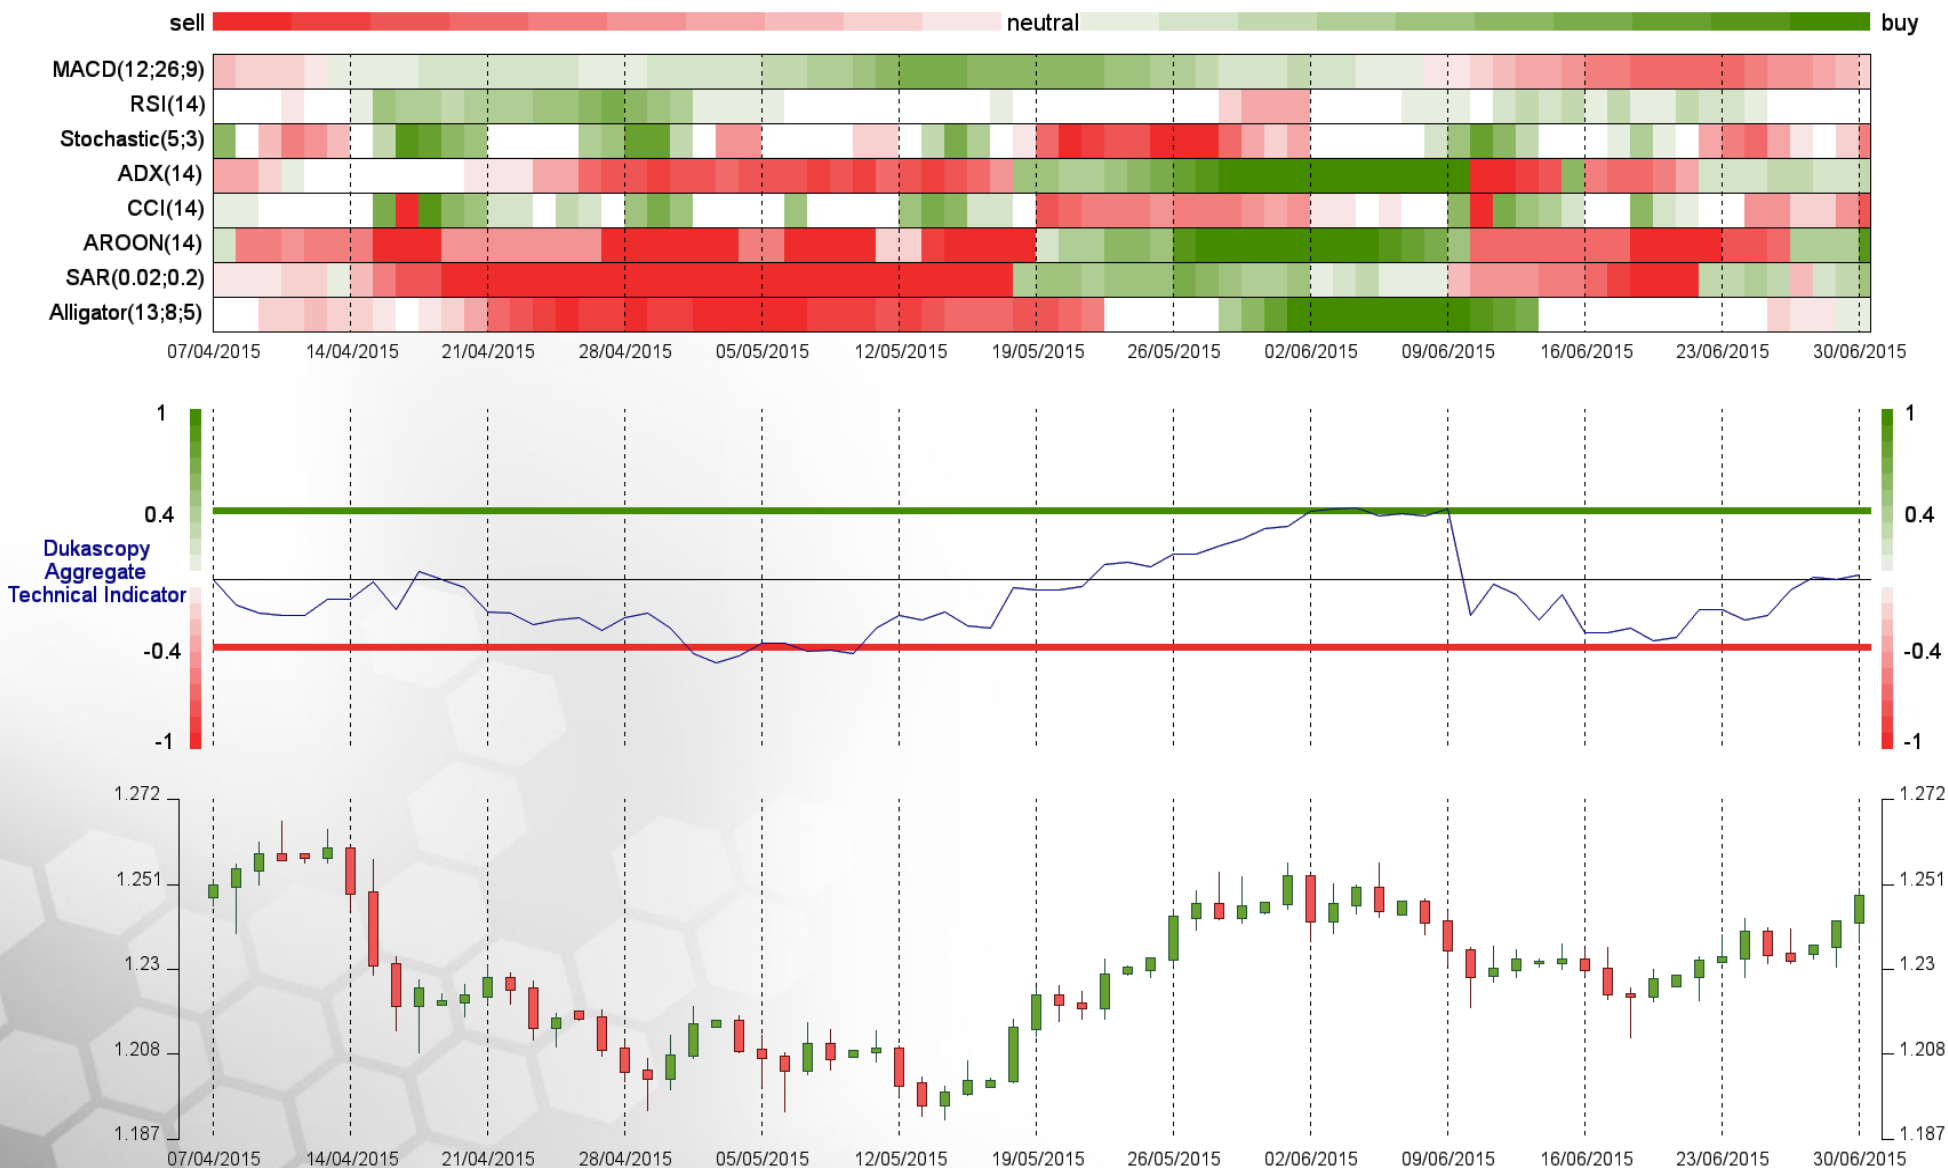 sell neutral buy
MACD(12;26;9)
RSI(14)
Stochastic(5;3)
ADX(14)
CCI(14)
AROON(14)
SAR(0.02;0.2)
Alligator(13;8;5)
07/04/2015 14/04/2015 21/04/2015 28/04/2015 05/05/2015 12/05/2015 19/05/2015 26/05/2015 02/06/2015 09/06/2015 16/06/2015 23/06/2015 30/06/2015
1 1
0.4 0.4
Dukascopy
Aggregate
Technical Indicator
-0.4 -0.4
-1 -1
1.272 1.272
1.251 1.251
1.23 1.23
1.208 1.208
1.187 1.187
07/04/2015 14/04/2015 21/04/2015 28/04/2015 05/05/2015 12/05/2015 19/05/2015 26/05/2015 02/06/2015 09/06/2015 16/06/2015 23/06/2015 30/06/2015